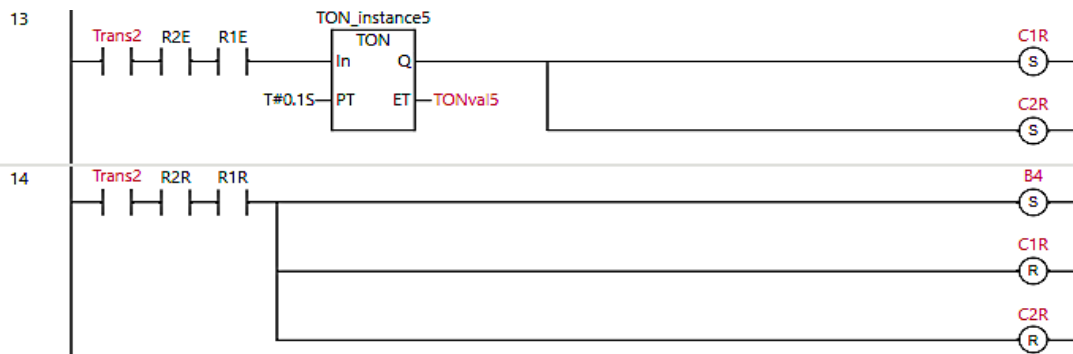 13
TON_instance5
Trans2 R2E R1E
TON
C1R
In Q
S
T#0.1S PT ET TONval5
C2R
S
14
Trans2 R2R R1R
B4
S
C1R
R
C2R
R